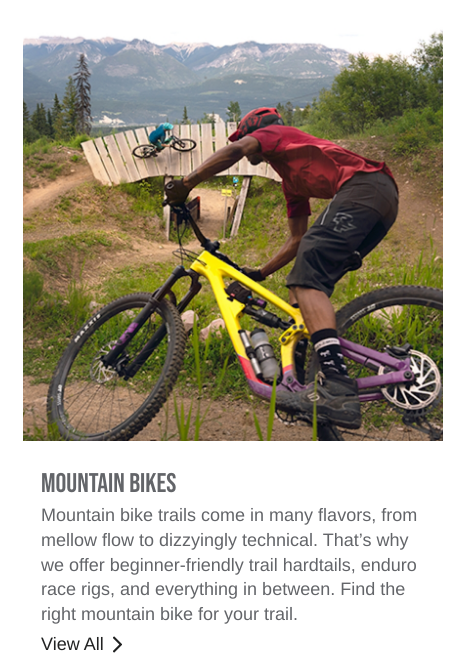 MOUNTAIN BIKES
Mountain bike trails come in many flavors, from
mellow flow to dizzyingly technical. That’s why
we offer beginner-friendly trail hardtails, enduro
race rigs, and everything in between. Find the
right mountain bike for your trail.
View All